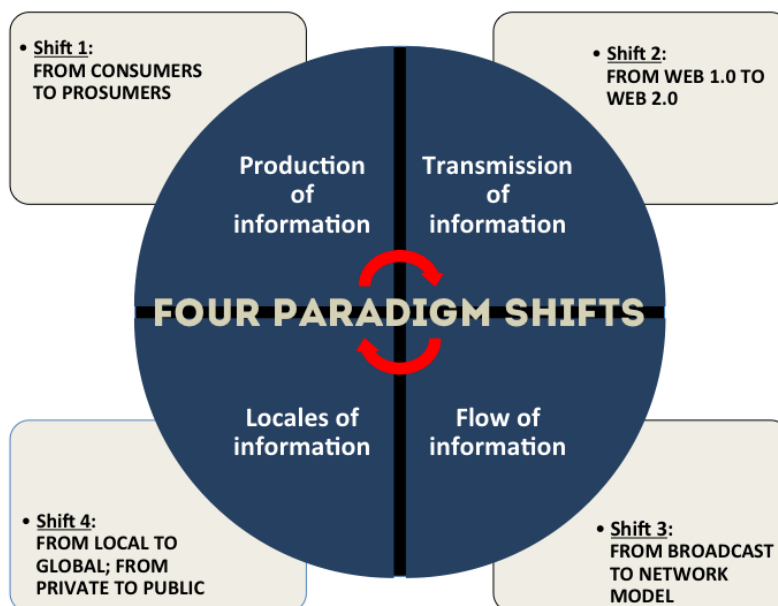 • Shift 1:
FROM CONSUMERS
TO PROSUMERS
• Shift 2:
FROM WEB 1.0 TO
WEB 2.0
Production
of
information
Transmission
of
information
FOUR PARADIGM SHIFTS
Locales of
information
Flow of
information
• Shift 4:
FROM LOCAL TO
GLOBAL; FROM
PRIVATE TO PUBLIC
• Shift 3:
FROM BROADCAST
TO NETWORK
MODEL